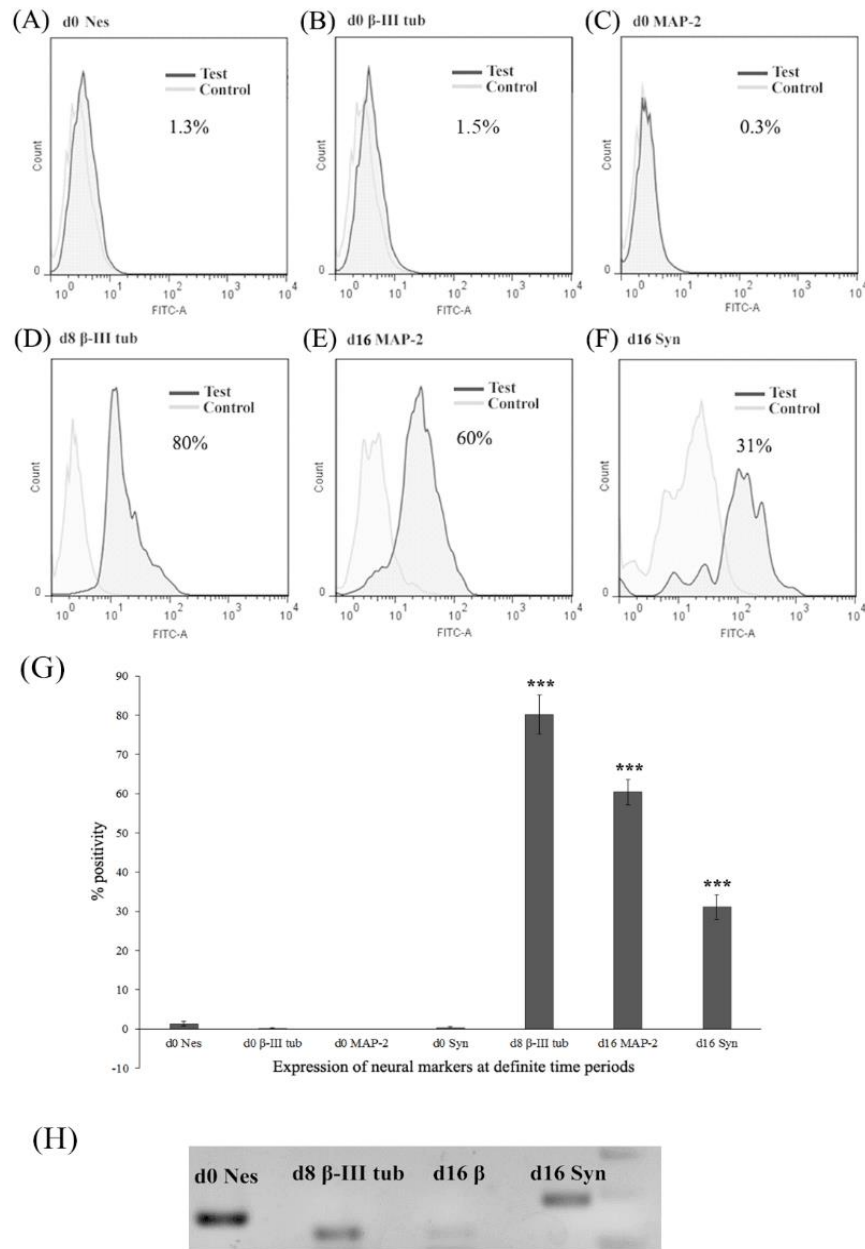 (A) d0 Nes
Test
Control
1.3%
Count
0
10^0 10^1 10^2 10^3 10^4
FITC-A
(B) d0 β-III tub
Test
Control
1.5%
Count
0
10^0 10^1 10^2 10^3 10^4
FITC-A
(C) d0 MAP-2
Test
Control
0.3%
Count
0
10^0 10^1 10^2 10^3 10^4
FITC-A
(D) d8 β-III tub
Test
Control
80%
Count
0
10^0 10^1 10^2 10^3 10^4
FITC-A
(E) d16 MAP-2
Test
Control
60%
Count
0
10^0 10^1 10^2 10^3 10^4
FITC-A
(F) d16 Syn
Test
Control
31%
Count
0
10^0 10^1 10^2 10^3 10^4
FITC-A
(G)
90
80
70
60
50
40
30
20
10
0
-10
% positivity
***
***
***
d0 Nes d0 β-III tub d0 MAP-2 d0 Syn d8 β-III tub d16 MAP-2 d16 Syn
Expression of neural markers at definite time periods
(H)
d0 Nes d8 β-III tub d16 β d16 Syn